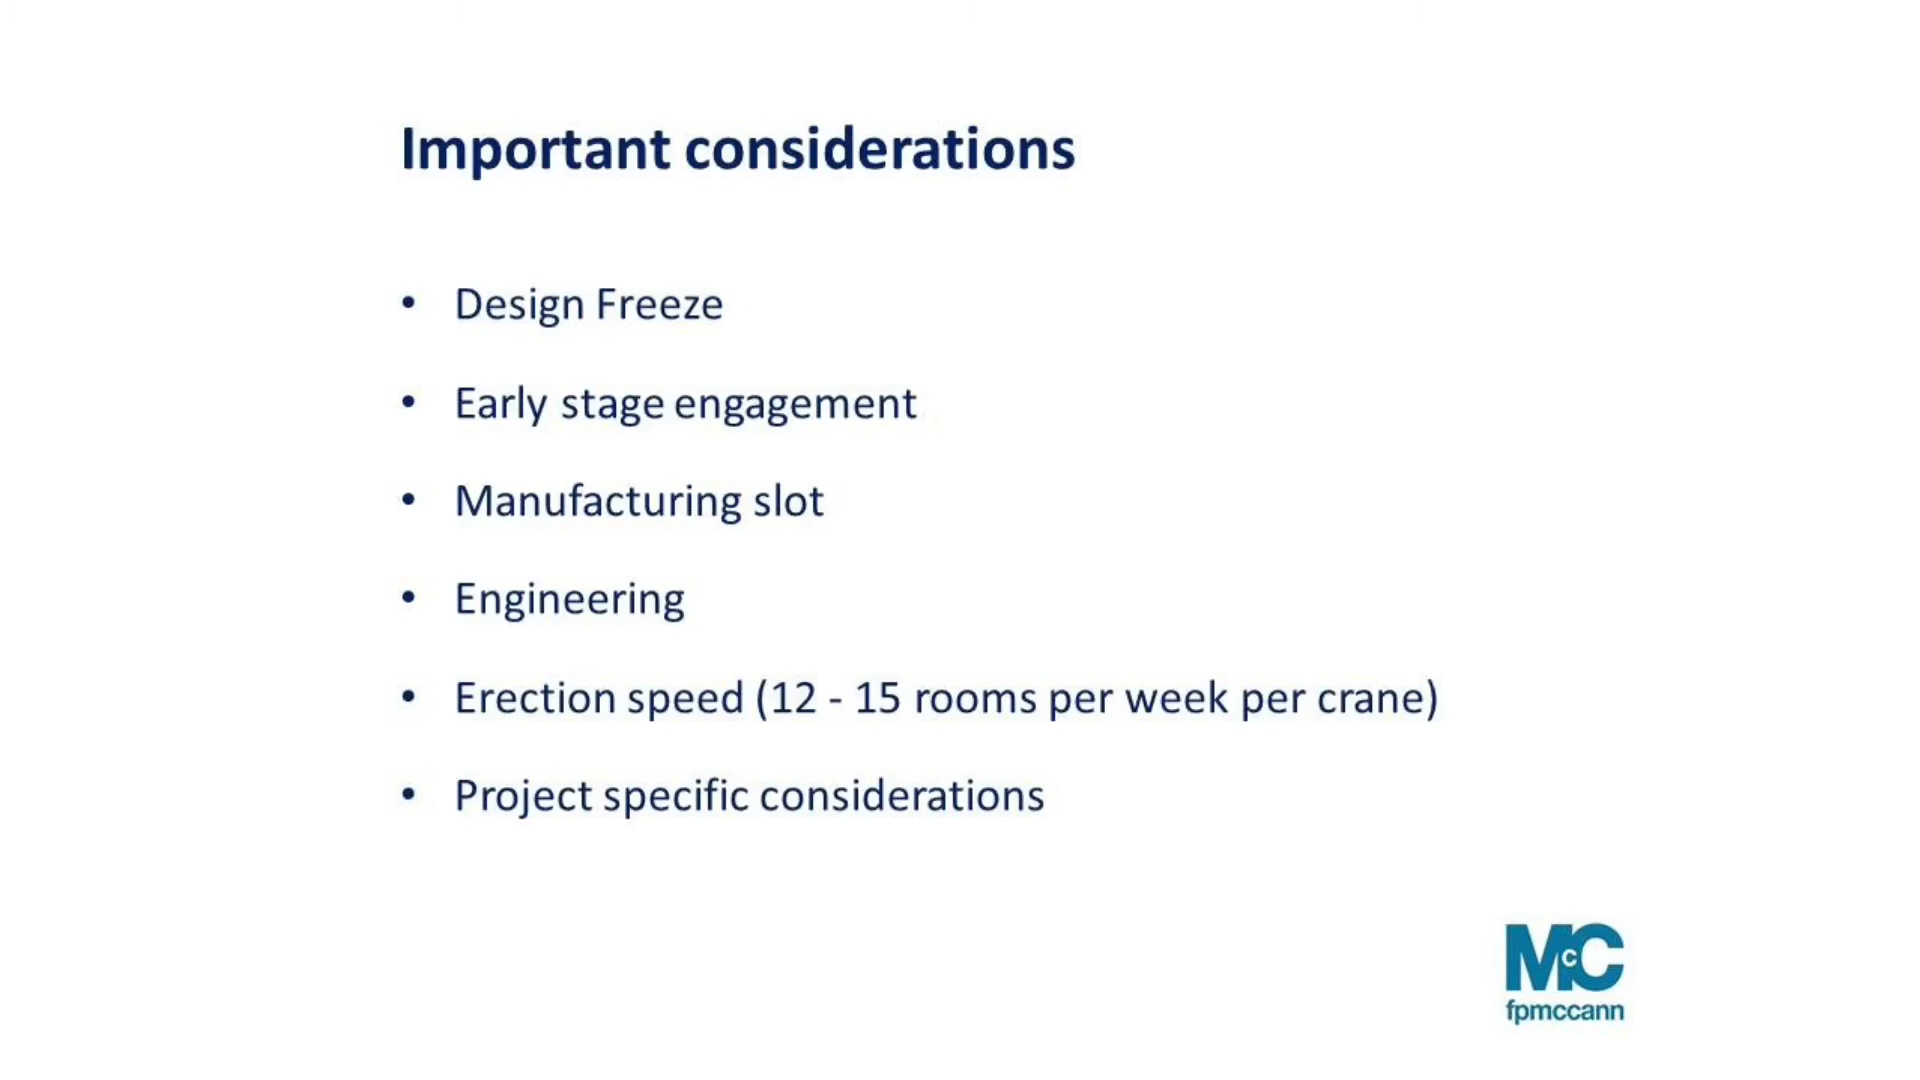 Important considerations
• Design Freeze
• Early stage engagement
• Manufacturing slot
• Engineering
• Erection speed (12 - 15 rooms per week per crane)
• Project specific considerations
McC
fpmccann